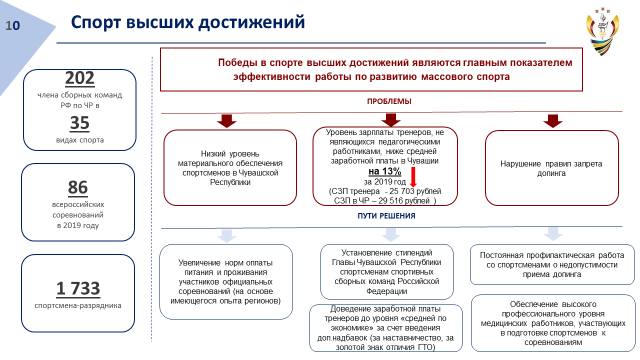 10
Спорт высших достижений
202
члена сборных команд
РФ по ЧР в
35
видах спорта
86
всероссийских
соревнований
в 2019 году
1 733
спортсмена-разрядника
Победы в спорте высших достижений являются главным показателем
эффективности работы по развитию массового спорта
ПРОБЛЕМЫ
Низкий уровень
материального обеспечения
спортсменов в Чувашской
Республики
Уровень зарплаты тренеров, не
являющихся педагогическими
работниками, ниже средней
заработной платы в Чувашии
на 13%
за 2019 год
(СЗП тренера - 25 703 рублей
СЗП в ЧР – 29 516 рублей )
Нарушение правил запрета
допинга
ПУТИ РЕШЕНИЯ
Увеличение норм оплаты
питания и проживания
участников официальных
соревнований (на основе
имеющегося опыта регионов)
Установление стипендий
Главы Чувашской Республики
спортсменам спортивных
сборных команд Российской
Федерации
Доведение заработной платы
тренеров до уровня «средней по
экономике» за счет введения
доп.надбавок (за наставничество, за
золотой знак отличия ГТО)
Постоянная профилактическая работа
со спортсменами о недопустимости
приема допинга
Обеспечение высокого
профессионального уровня
медицинских работников, участвующих
в подготовке спортсменов к
соревнованиям